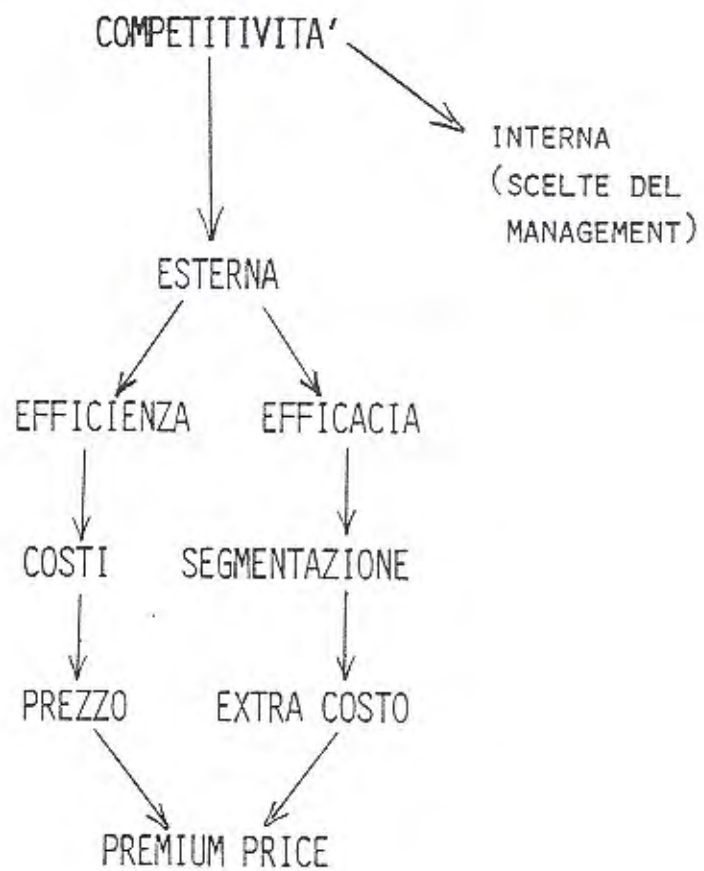 COMPETITIVITA'
INTERNA
(SCELTE DEL
MANAGEMENT)
ESTERNA
EFFICIENZA
EFFICACIA
COSTI
SEGMENTAZIONE
PREZZO
EXTRA COSTO
PREMIUM PRICE